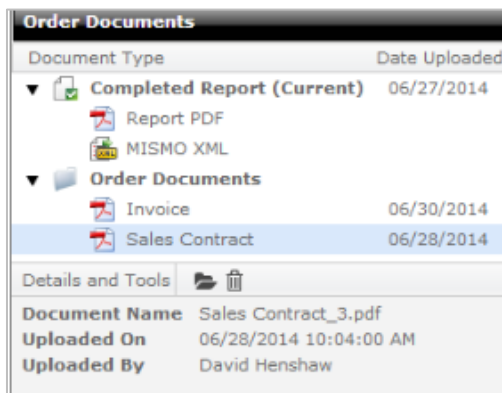 Order Documents
Document Type Date Uploaded
Completed Report (Current) 06/27/2014
Report PDF
MISMO XML
Order Documents
Invoice 06/30/2014
Sales Contract 06/28/2014
Details and Tools
Document Name Sales Contract_3.pdf
Uploaded On 06/28/2014 10:04:00 AM
Uploaded By David Henshaw